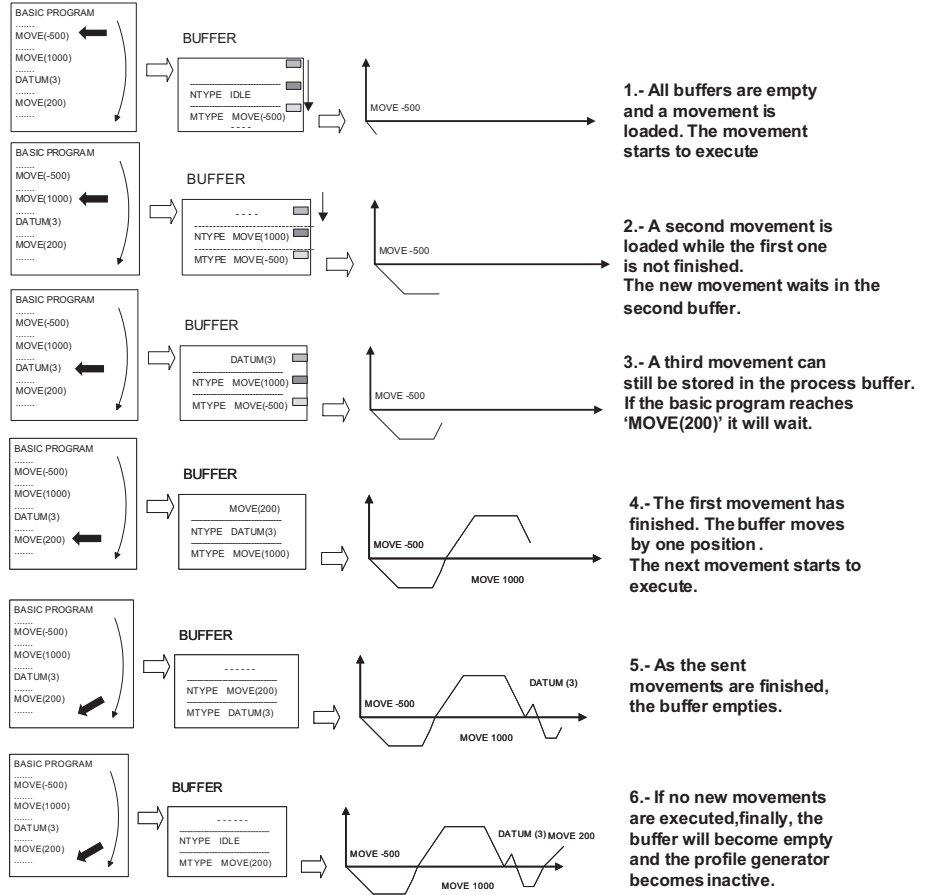 BASIC PROGRAM
.......
MOVE(-500)
.......
MOVE(1000)
.......
DATUM(3)
.......
MOVE(200)
.......
BUFFER
NTYPE IDLE
MTYPE MOVE(-500)
- - - -
MOVE -500
1.- All buffers are empty
and a movement is
loaded. The movement
starts to execute
BASIC PROGRAM
.......
MOVE(-500)
.......
MOVE(1000)
.......
DATUM(3)
.......
MOVE(200)
.......
BUFFER
- - - -
NTYPE MOVE(1000)
MTYPE MOVE(-500)
MOVE -500
2.- A second movement is
loaded while the first one
is not finished.
The new movement waits in the
second buffer.
BASIC PROGRAM
.......
MOVE(-500)
.......
MOVE(1000)
.......
DATUM(3)
.......
MOVE(200)
.......
BUFFER
DATUM(3)
NTYPE MOVE(1000)
MTYPE MOVE(-500)
MOVE -500
3.- A third movement can
still be stored in the process buffer.
If the basic program reaches
‘MOVE(200)’ it will wait.
BASIC PROGRAM
.......
MOVE(-500)
.......
MOVE(1000)
.......
DATUM(3)
.......
MOVE(200)
.......
BUFFER
MOVE(200)
NTYPE DATUM(3)
MTYPE MOVE(1000)
MOVE -500
MOVE 1000
4.- The first movement has
finished. The buffer moves
by one position .
The next movement starts to
execute.
BASIC PROGRAM
.......
MOVE(-500)
.......
MOVE(1000)
.......
DATUM(3)
.......
MOVE(200)
.......
BUFFER
- - - - - -
NTYPE MOVE(200)
MTYPE DATUM(3)
MOVE -500
MOVE 1000
DATUM (3)
5.- As the sent
movements are finished,
the buffer empties.
BASIC PROGRAM
.......
MOVE(-500)
.......
MOVE(1000)
.......
DATUM(3)
.......
MOVE(200)
.......
BUFFER
- - - - - -
NTYPE IDLE
MTYPE MOVE(200)
MOVE -500
MOVE 1000
DATUM (3) MOVE 200
6.- If no new movements
are executed,finally, the
buffer will become empty
and the profile generator
becomes inactive.